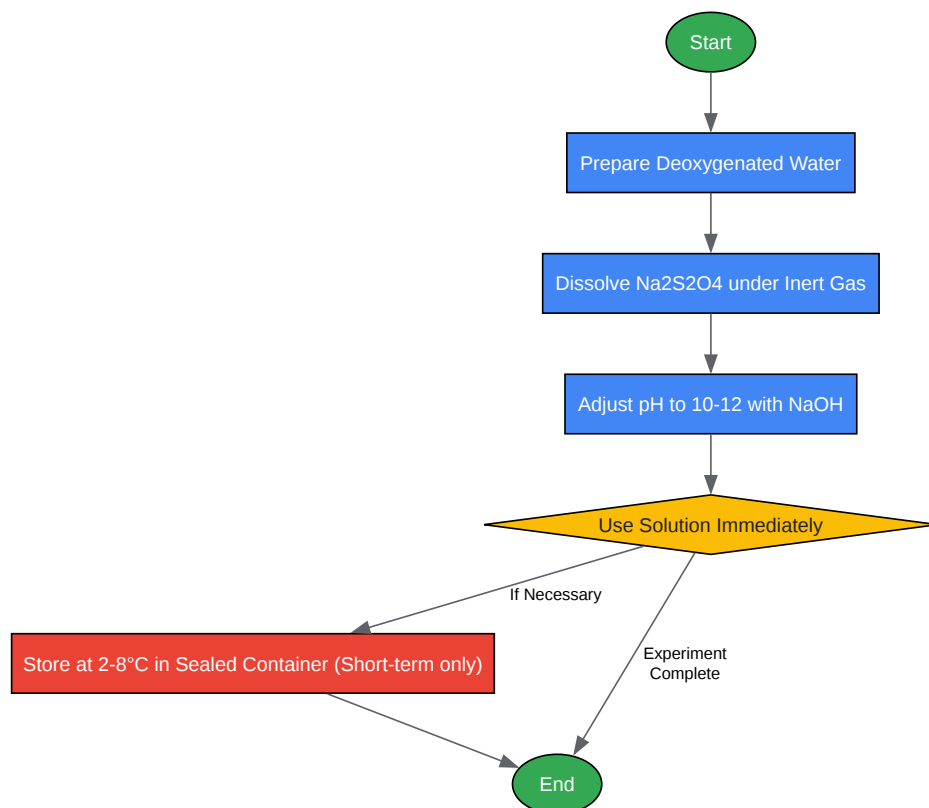 Start
Prepare Deoxygenated Water
Dissolve Na2S2O4 under Inert Gas
Adjust pH to 10-12 with NaOH
Use Solution Immediately
If Necessary
Experiment
Complete
Store at 2-8°C in Sealed Container (Short-term only)
End